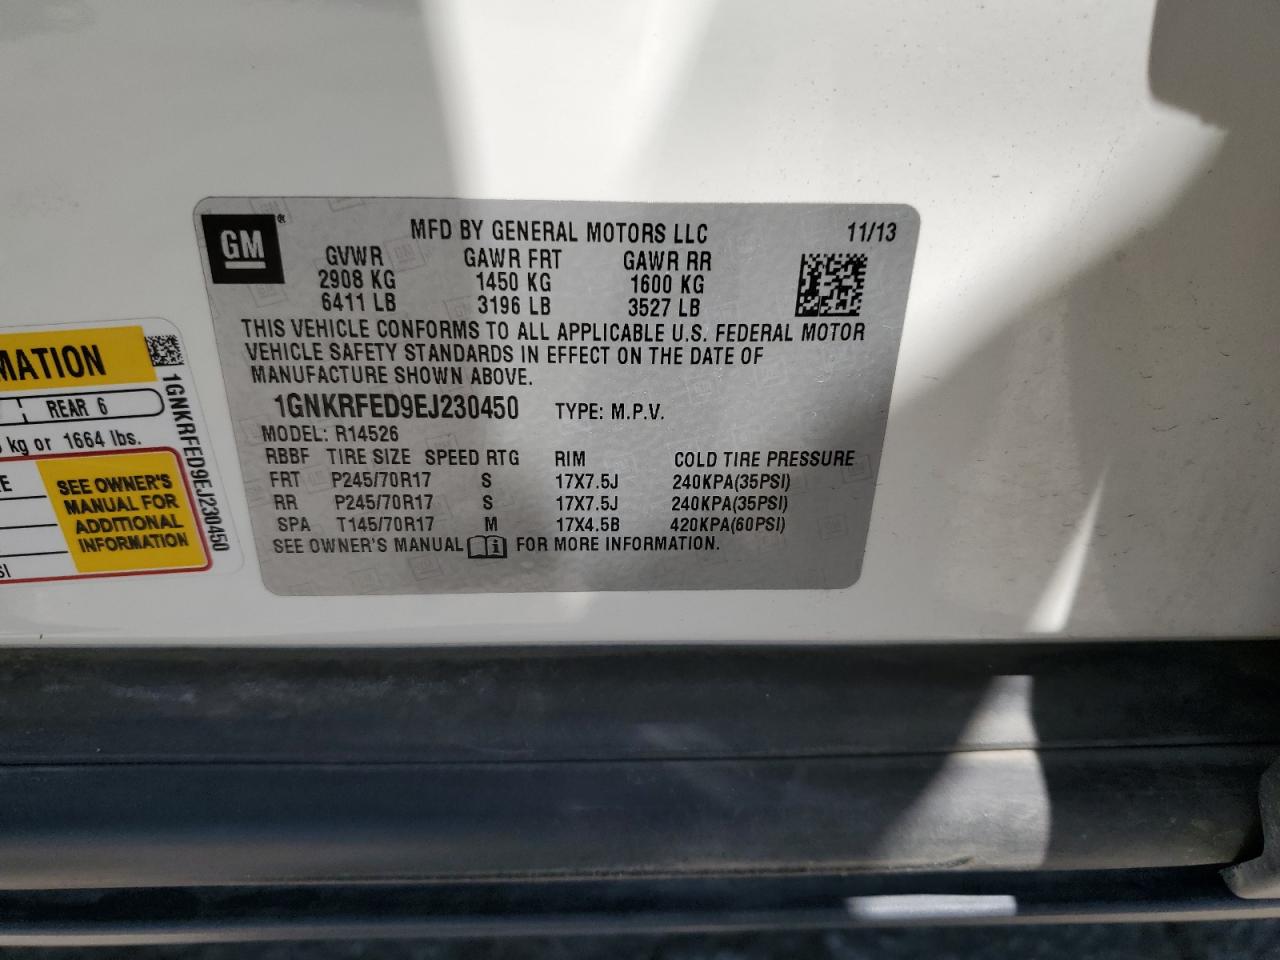 GM®
MFD BY GENERAL MOTORS LLC 11/13
GVWR GAWR FRT GAWR RR
2908 KG 1450 KG 1600 KG
6411 LB 3196 LB 3527 LB
THIS VEHICLE CONFORMS TO ALL APPLICABLE U.S. FEDERAL MOTOR
VEHICLE SAFETY STANDARDS IN EFFECT ON THE DATE OF
MANUFACTURE SHOWN ABOVE.
1GNKRFED9EJ230450 TYPE: M.P.V.
MODEL: R14526
RBBF TIRE SIZE SPEED RTG RIM COLD TIRE PRESSURE
FRT P245/70R17 S 17X7.5J 240KPA(35PSI)
RR P245/70R17 S 17X7.5J 240KPA(35PSI)
SPA T145/70R17 M 17X4.5B 420KPA(60PSI)
SEE OWNER'S MANUAL FOR MORE INFORMATION.
MATION
REAR 6
kg or 1664 lbs.
SEE OWNER'S
MANUAL FOR
ADDITIONAL
INFORMATION
1GNKRFED9EJ230450